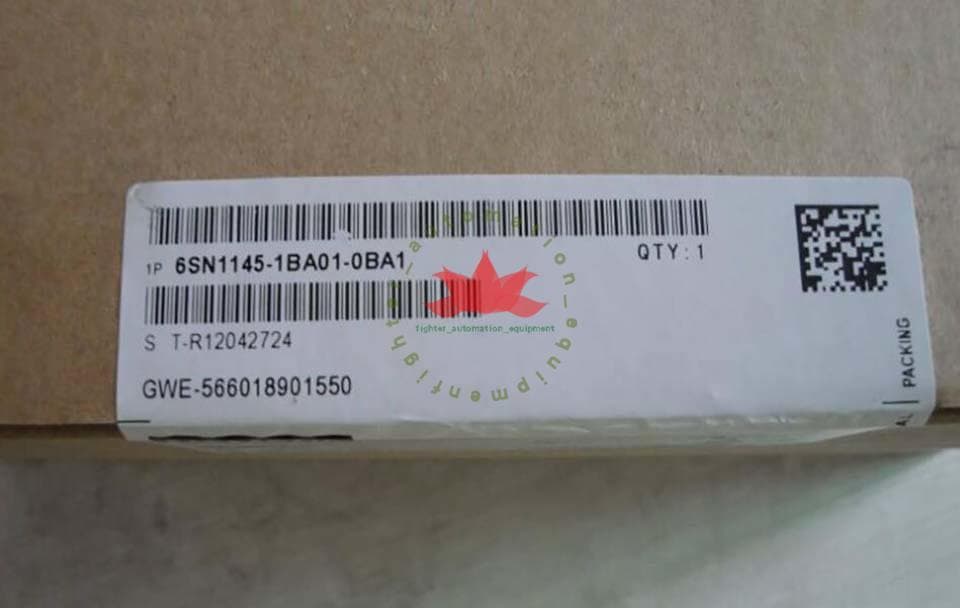 1P 6SN1145-1BA01-0BA1
QTY: 1
S T-R12042724
GWE-566018901550
PACKING
fighter_automation_equipment